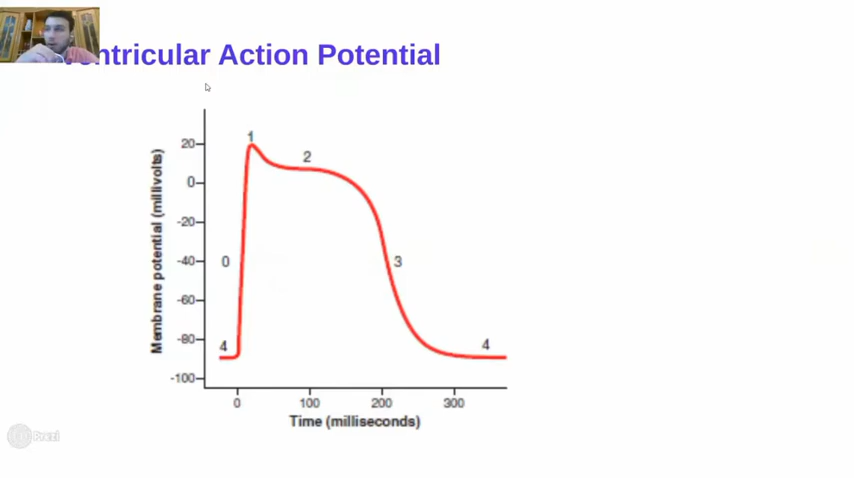 Ventricular Action Potential
1
2
0
3
4
4
20
0
-20
-40
-60
-80
-100
Membrane potential (millivolts)
0 100 200 300
Time (milliseconds)
Prezi